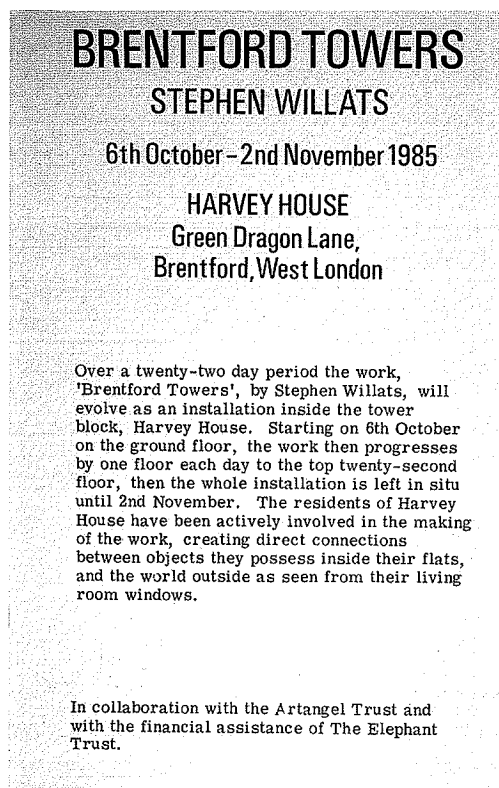 BRENTFORD TOWERS
STEPHEN WILLATS
6th October – 2nd November 1985
HARVEY HOUSE
Green Dragon Lane,
Brentford, West London
Over a twenty-two day period the work,
'Brentford Towers', by Stephen Willats, will
evolve as an installation inside the tower
block, Harvey House. Starting on 6th October
on the ground floor, the work then progresses
by one floor each day to the top twenty-second
floor, then the whole installation is left in situ
until 2nd November. The residents of Harvey
House have been actively involved in the making
of the work, creating direct connections
between objects they possess inside their flats,
and the world outside as seen from their living
room windows.
In collaboration with the Artangel Trust and
with the financial assistance of The Elephant
Trust.